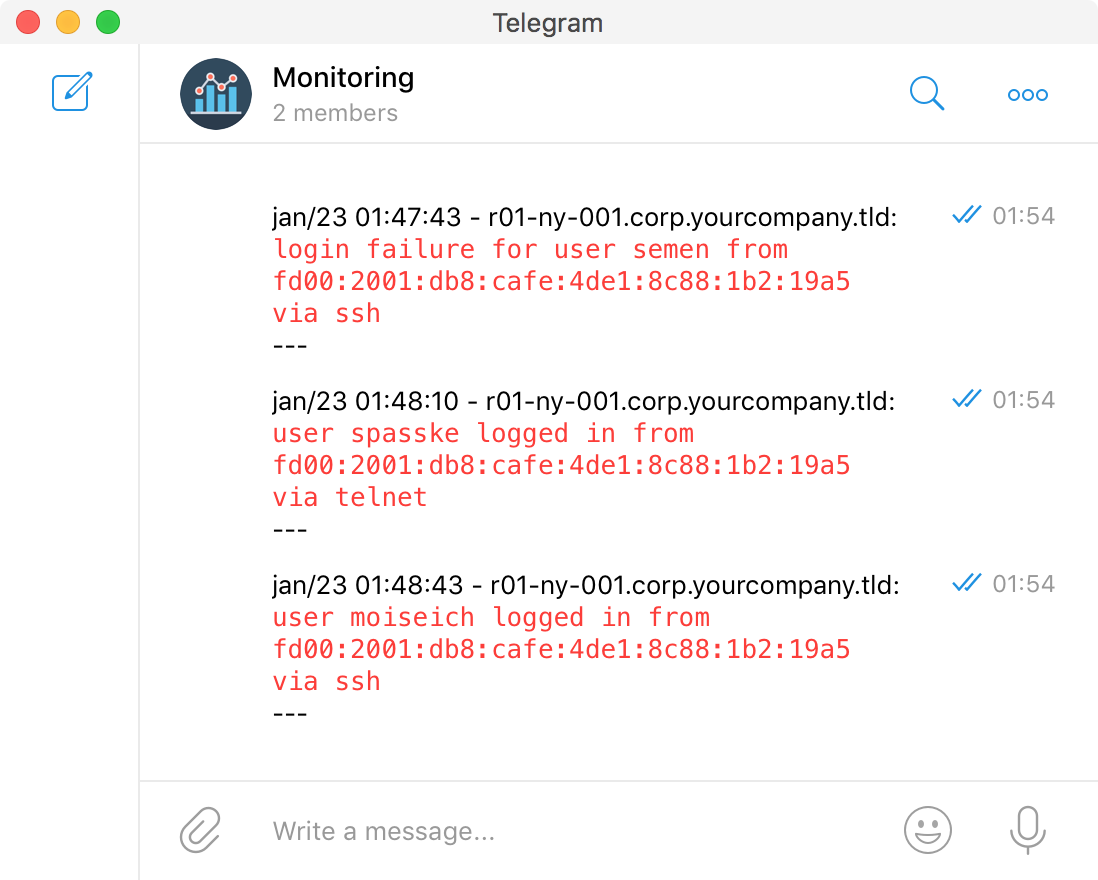 Telegram
Monitoring
2 members
jan/23 01:47:43 - r01-ny-001.corp.yourcompany.tld:
01:54
login failure for user semen from
fd00:2001:db8:cafe:4de1:8c88:1b2:19a5
via ssh
---
jan/23 01:48:10 - r01-ny-001.corp.yourcompany.tld:
01:54
user spasske logged in from
fd00:2001:db8:cafe:4de1:8c88:1b2:19a5
via telnet
---
jan/23 01:48:43 - r01-ny-001.corp.yourcompany.tld:
01:54
user moiseich logged in from
fd00:2001:db8:cafe:4de1:8c88:1b2:19a5
via ssh
---
Write a message...